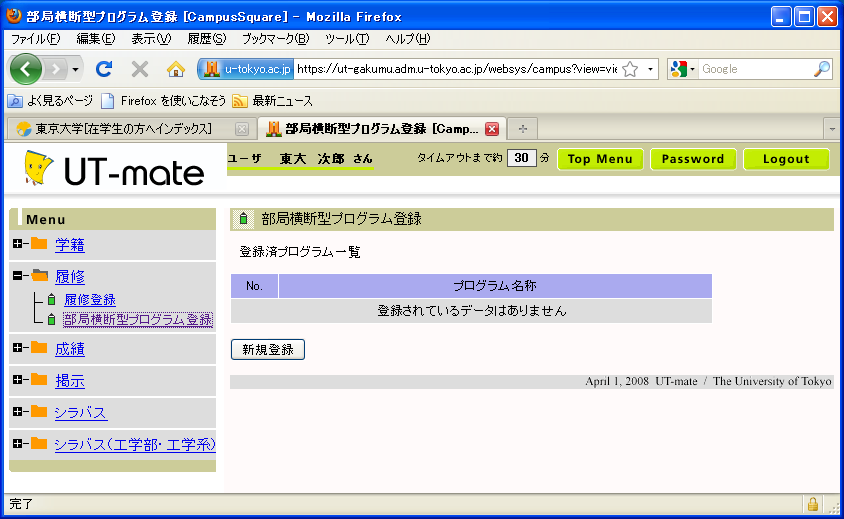 部局横断型プログラム登録 [CampusSquare] - Mozilla Firefox
ファイル(F) 編集(E) 表示(V) 履歴(S) ブックマーク(B) ツール(T) ヘルプ(H)
u-tokyo.ac.jp https://ut-gakumu.adm.u-tokyo.ac.jp/websys/campus?view=vie Google
よく見るページ Firefox を使いこなそう 最新ニュース
東京大学[在学生の方へインデックス] 部局横断型プログラム登録 [Camp...
UT-mate
ユーザ 東大 次郎 さん タイムアウトまで約 30 分 Top Menu Password Logout
Menu
学籍
履修
履修登録
部局横断型プログラム登録
成績
掲示
シラバス
シラバス(工学部・工学系)
部局横断型プログラム登録
登録済プログラム一覧
No. プログラム名称
登録されているデータはありません
新規登録
April 1, 2008 UT-mate / The University of Tokyo
完了